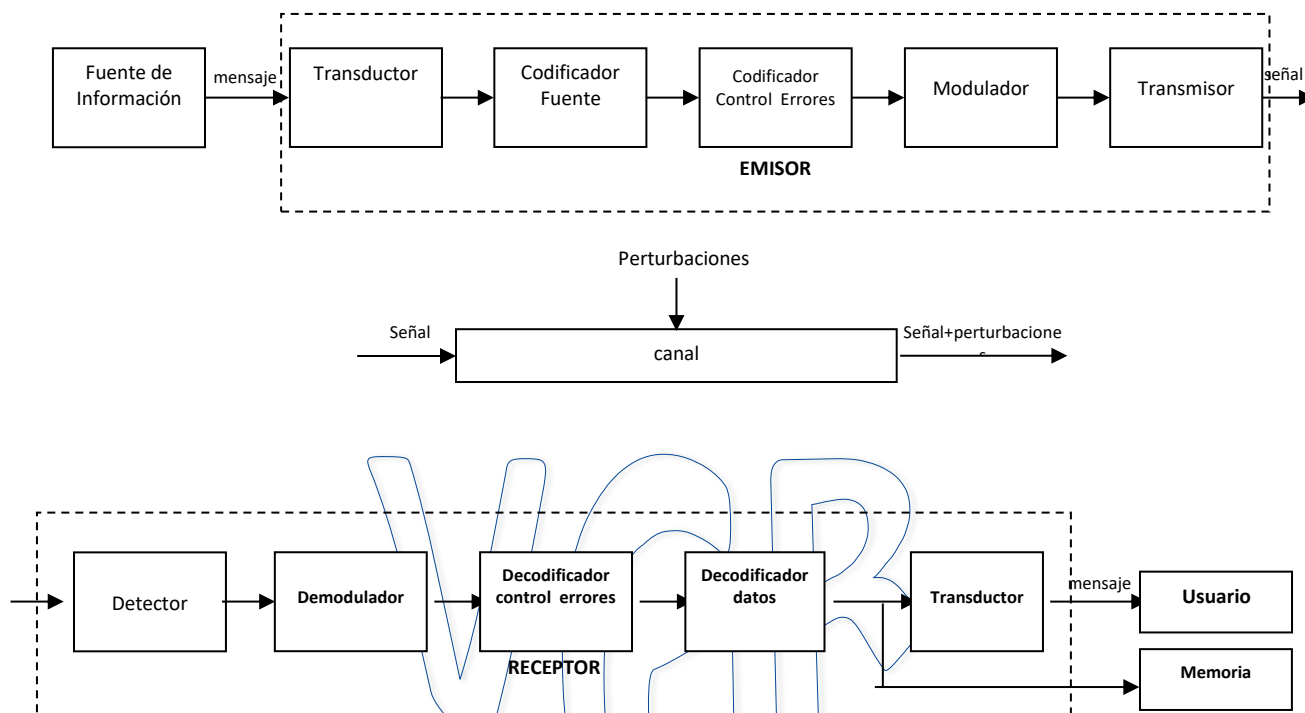 Fuente de
Información
mensaje
Transductor
Codificador
Fuente
Codificador
Control Errores
Modulador
Transmisor
señal
EMISOR
Perturbaciones
Señal
canal
Señal+perturbacione
s
Detector
Demodulador
Decodificador
control errores
Decodificador
datos
Transductor
mensaje
Usuario
Memoria
RECEPTOR
VGR